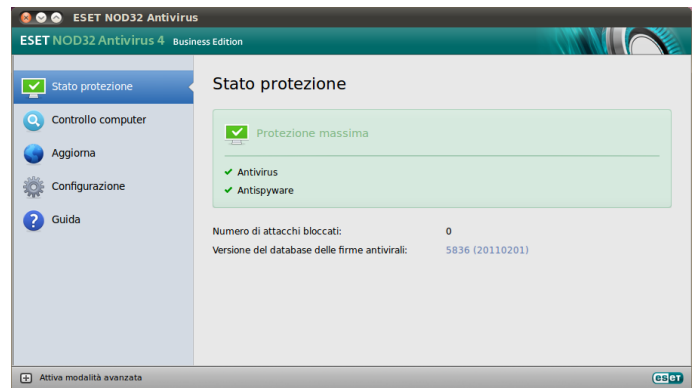 ESET NOD32 Antivirus
ESET NOD32 Antivirus 4 Business Edition
Stato protezione
Controllo computer
Aggiorna
Configurazione
Guida
Stato protezione
Protezione massima
Antivirus
Antispyware
Numero di attacchi bloccati: 0
Versione del database delle firme antivirali: 5836 (20110201)
Attiva modalità avanzata
eset